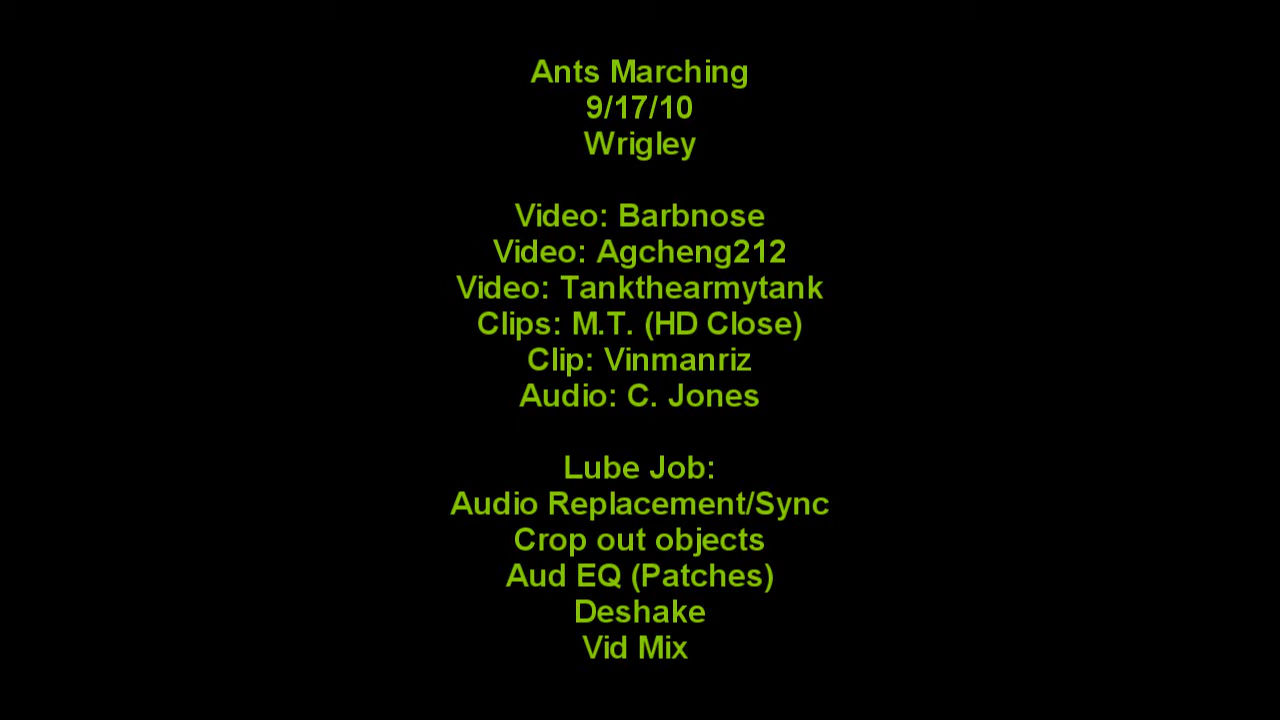 Ants Marching
9/17/10
Wrigley
Video: Barbnose
Video: Agcheng212
Video: Tankthearmytank
Clips: M.T. (HD Close)
Clip: Vinmanriz
Audio: C. Jones
Lube Job:
Audio Replacement/Sync
Crop out objects
Aud EQ (Patches)
Deshake
Vid Mix